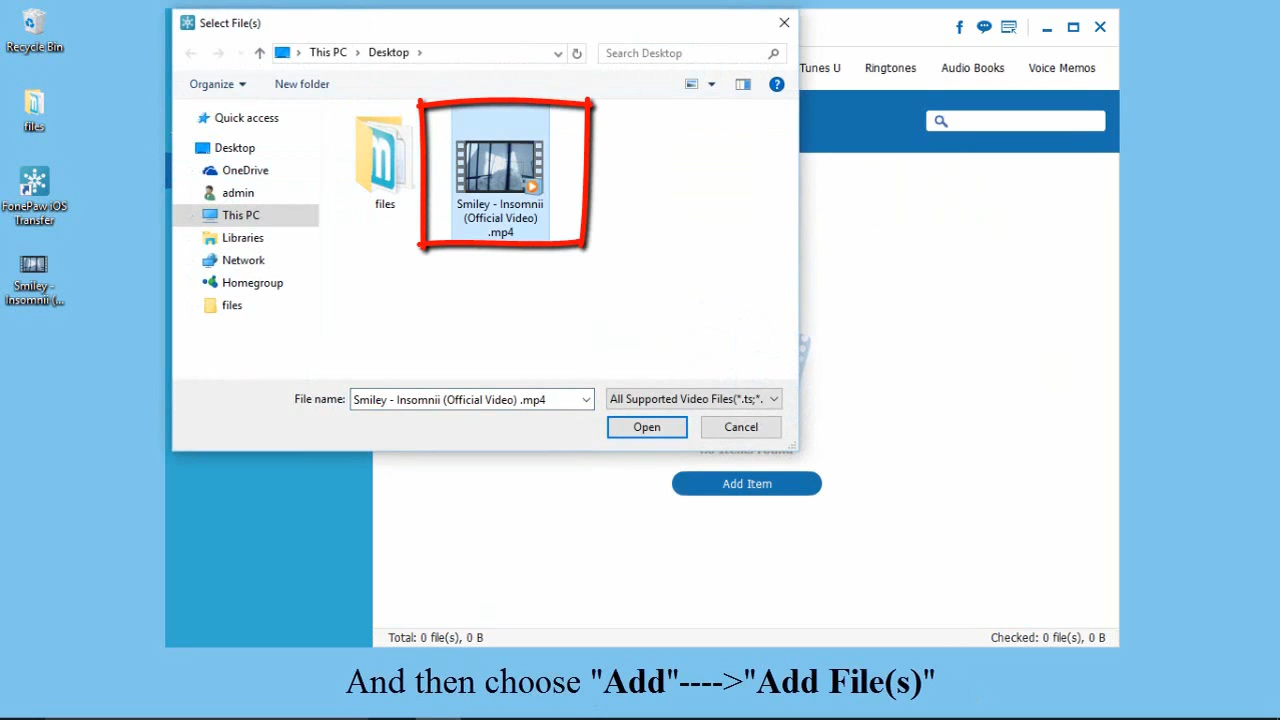 Recycle Bin
files
FonePaw iOS
Transfer
Smiley -
Insomnii (...
Select File(s)
This PC
Desktop
Search Desktop
Organize
New folder
Quick access
Desktop
OneDrive
admin
This PC
Libraries
Network
Homegroup
files
files
Smiley - Insomnii
(Official Video)
.mp4
File name:
Smiley - Insomnii (Official Video) .mp4
All Supported Video Files(*.ts;*.
Open
Cancel
Tunes U
Ringtones
Audio Books
Voice Memos
Add Item
Total: 0 file(s), 0 B
Checked: 0 file(s), 0 B
And then choose "Add"---->"Add File(s)"